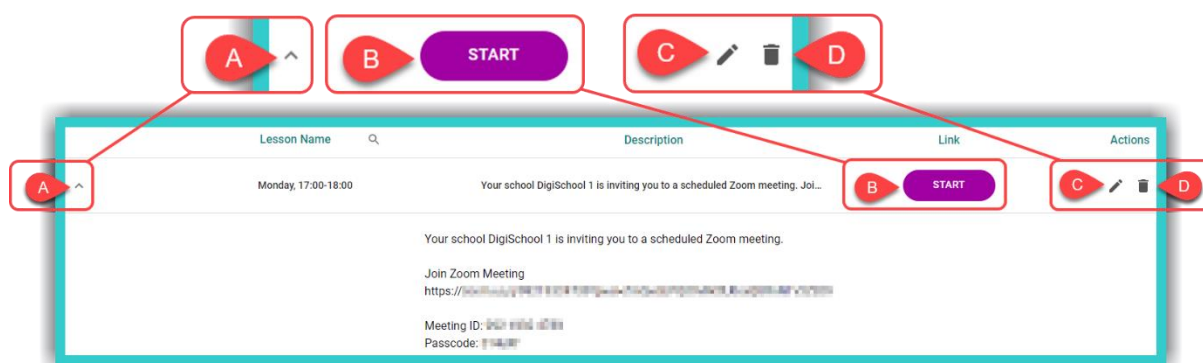 A
B
START
C
D
Lesson Name
Description
Link
Actions
A
Monday, 17:00-18:00
Your school DigiSchool 1 is inviting you to a scheduled Zoom meeting. Joi...
B
START
C
D
Your school DigiSchool 1 is inviting you to a scheduled Zoom meeting.
Join Zoom Meeting
https://
Meeting ID:
Passcode: